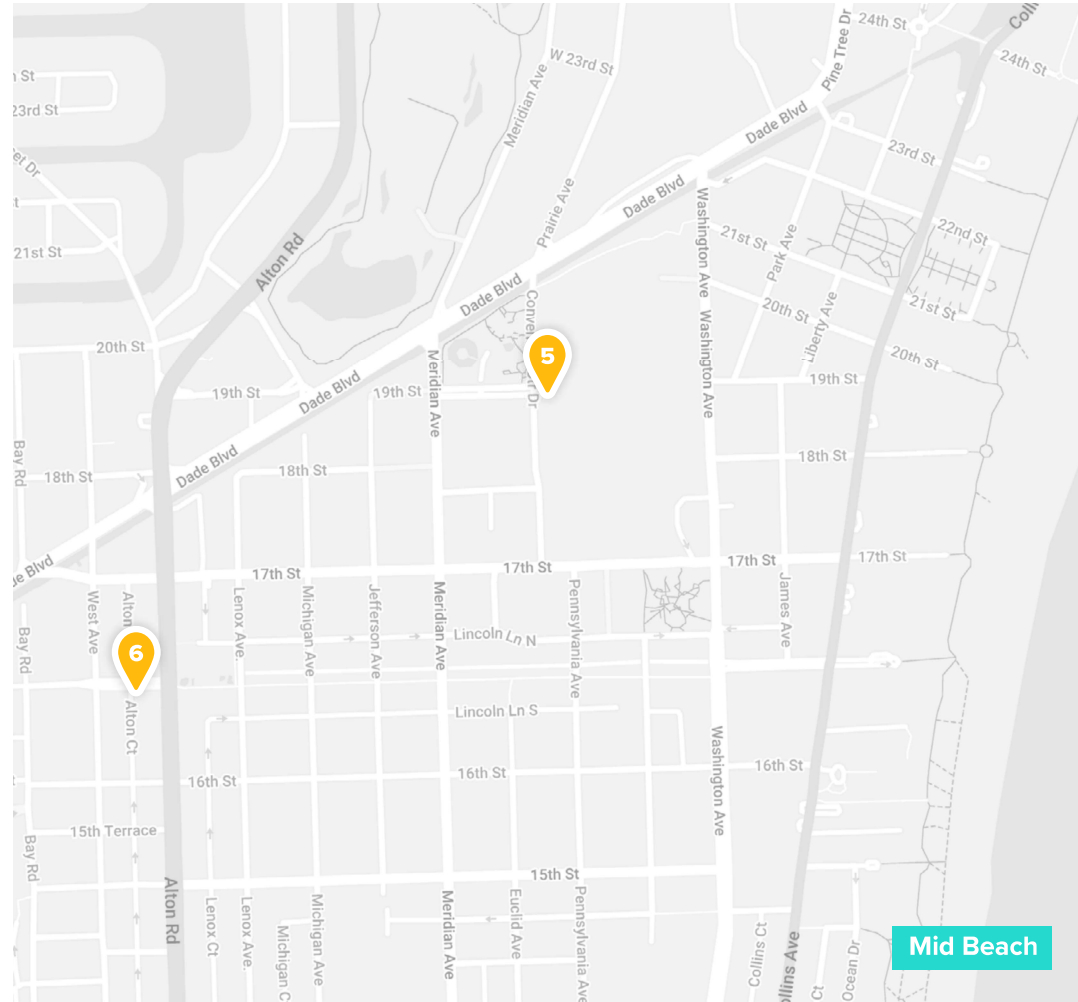 24th St
Pine Tree Dr
24th St
W 23rd St
Meridian Ave
23rd St
Dade Blvd
23rd St
Dade Blvd
Prairie Ave
Washington Ave
21st St
Park Ave
22nd St
21st St
Alton Rd
Dade Blvd
20th St
Liberty Ave
21st St
Washington Ave
20th St
20th St
5
Meridian Ave
19th St
19th St
19th St
Dade Blvd
Bay Rd
18th St
Dade Blvd
18th St
18th St
17th St
17th St
17th St
17th St
West Ave
Alton
Lenox Ave
Michigan Ave
Jefferson Ave
Meridian Ave
Pennsylvania Ave
James Ave
Bay Rd
Lincoln Ln N
6
Alton Ct
Lincoln Ln S
Washington Ave
16th St
16th St
16th St
15th Terrace
Bay Rd
15th St
Alton Rd
Lenox Ct
Lenox Ave
Michigan Ave
Meridian Ave
Euclid Ave
Pennsylvania Ave
Collins Ct
Ocean Dr
Mid Beach